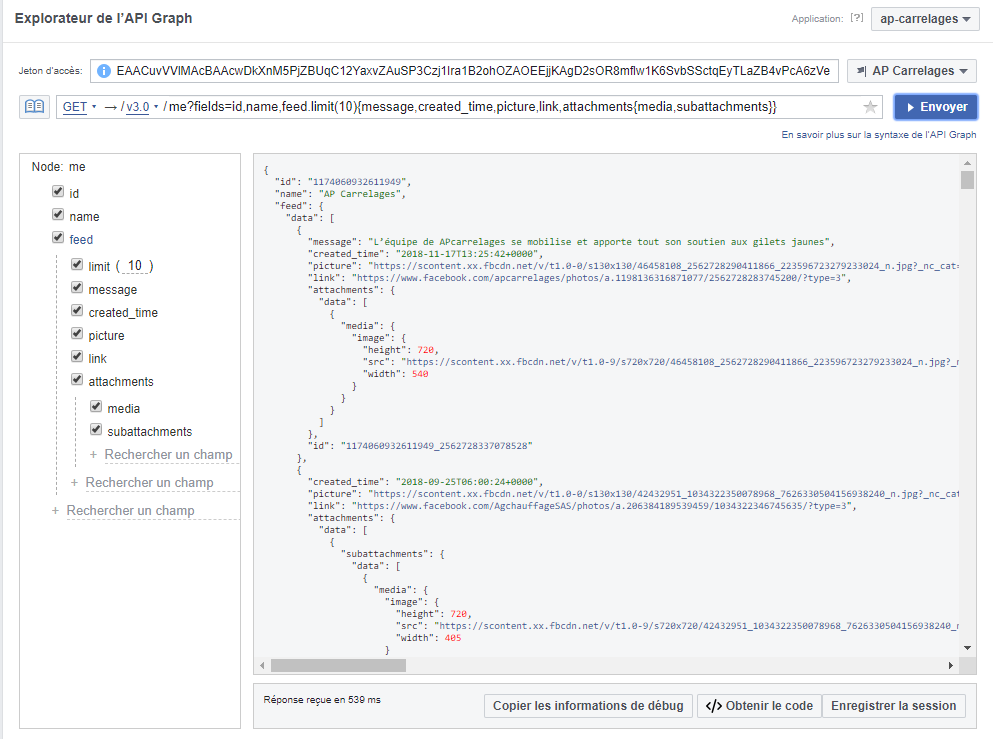 Explorateur de l'API Graph
Application: [?] ap-carrelages
Jeton d'accès: EAACuvVVlMAcBAAcwDkXnM5PjZBUqC12YaxvZAuSP3Czj1Ira1B2ohOZAOEEjjKAgD2sOR8mflw1K6SvbSSctqEyTLaZB4vPcA6zVe AP Carrelages
GET → / v3.0 / me?fields=id,name,feed.limit(10){message,created_time,picture,link,attachments{media,subattachments}} Envoyer
En savoir plus sur la syntaxe de l'API Graph
Node: me
id
name
feed
limit ( 10 )
message
created_time
picture
link
attachments
media
subattachments
+ Rechercher un champ
+ Rechercher un champ
+ Rechercher un champ
{
"id": "1174060932611949",
"name": "AP Carrelages",
"feed": {
"data": [
{
"message": "L’équipe de APcarrelages se mobilise et apporte tout son soutien aux gilets jaunes",
"created_time": "2018-11-17T13:25:42+0000",
"picture": "https://scontent.xx.fbcdn.net/v/t1.0-0/s130x130/46458108_2562728290411866_223596723279233024_n.jpg?_nc_cat=
"link": "https://www.facebook.com/apcarrelages/photos/a.1198136316871077/2562728283745200/?type=3",
"attachments": {
"data": [
{
"media": {
"image": {
"height": 720,
"src": "https://scontent.xx.fbcdn.net/v/t1.0-9/s720x720/46458108_2562728290411866_223596723279233024_n.jpg?_n
"width": 540
}
}
}
]
},
"id": "1174060932611949_2562728337078528"
},
{
"created_time": "2018-09-25T06:00:24+0000",
"picture": "https://scontent.xx.fbcdn.net/v/t1.0-0/s130x130/42432951_1034322350078968_7626330504156938240_n.jpg?_nc_cat
"link": "https://www.facebook.com/AgchauffageSAS/photos/a.206384189539459/1034322346745635/?type=3",
"attachments": {
"data": [
{
"subattachments": {
"data": [
{
"media": {
"image": {
"height": 720,
"src": "https://scontent.xx.fbcdn.net/v/t1.0-9/s720x720/42432951_1034322350078968_7626330504156938240_n
"width": 405
}
Réponse reçue en 539 ms
Copier les informations de débug
</> Obtenir le code
Enregistrer la session